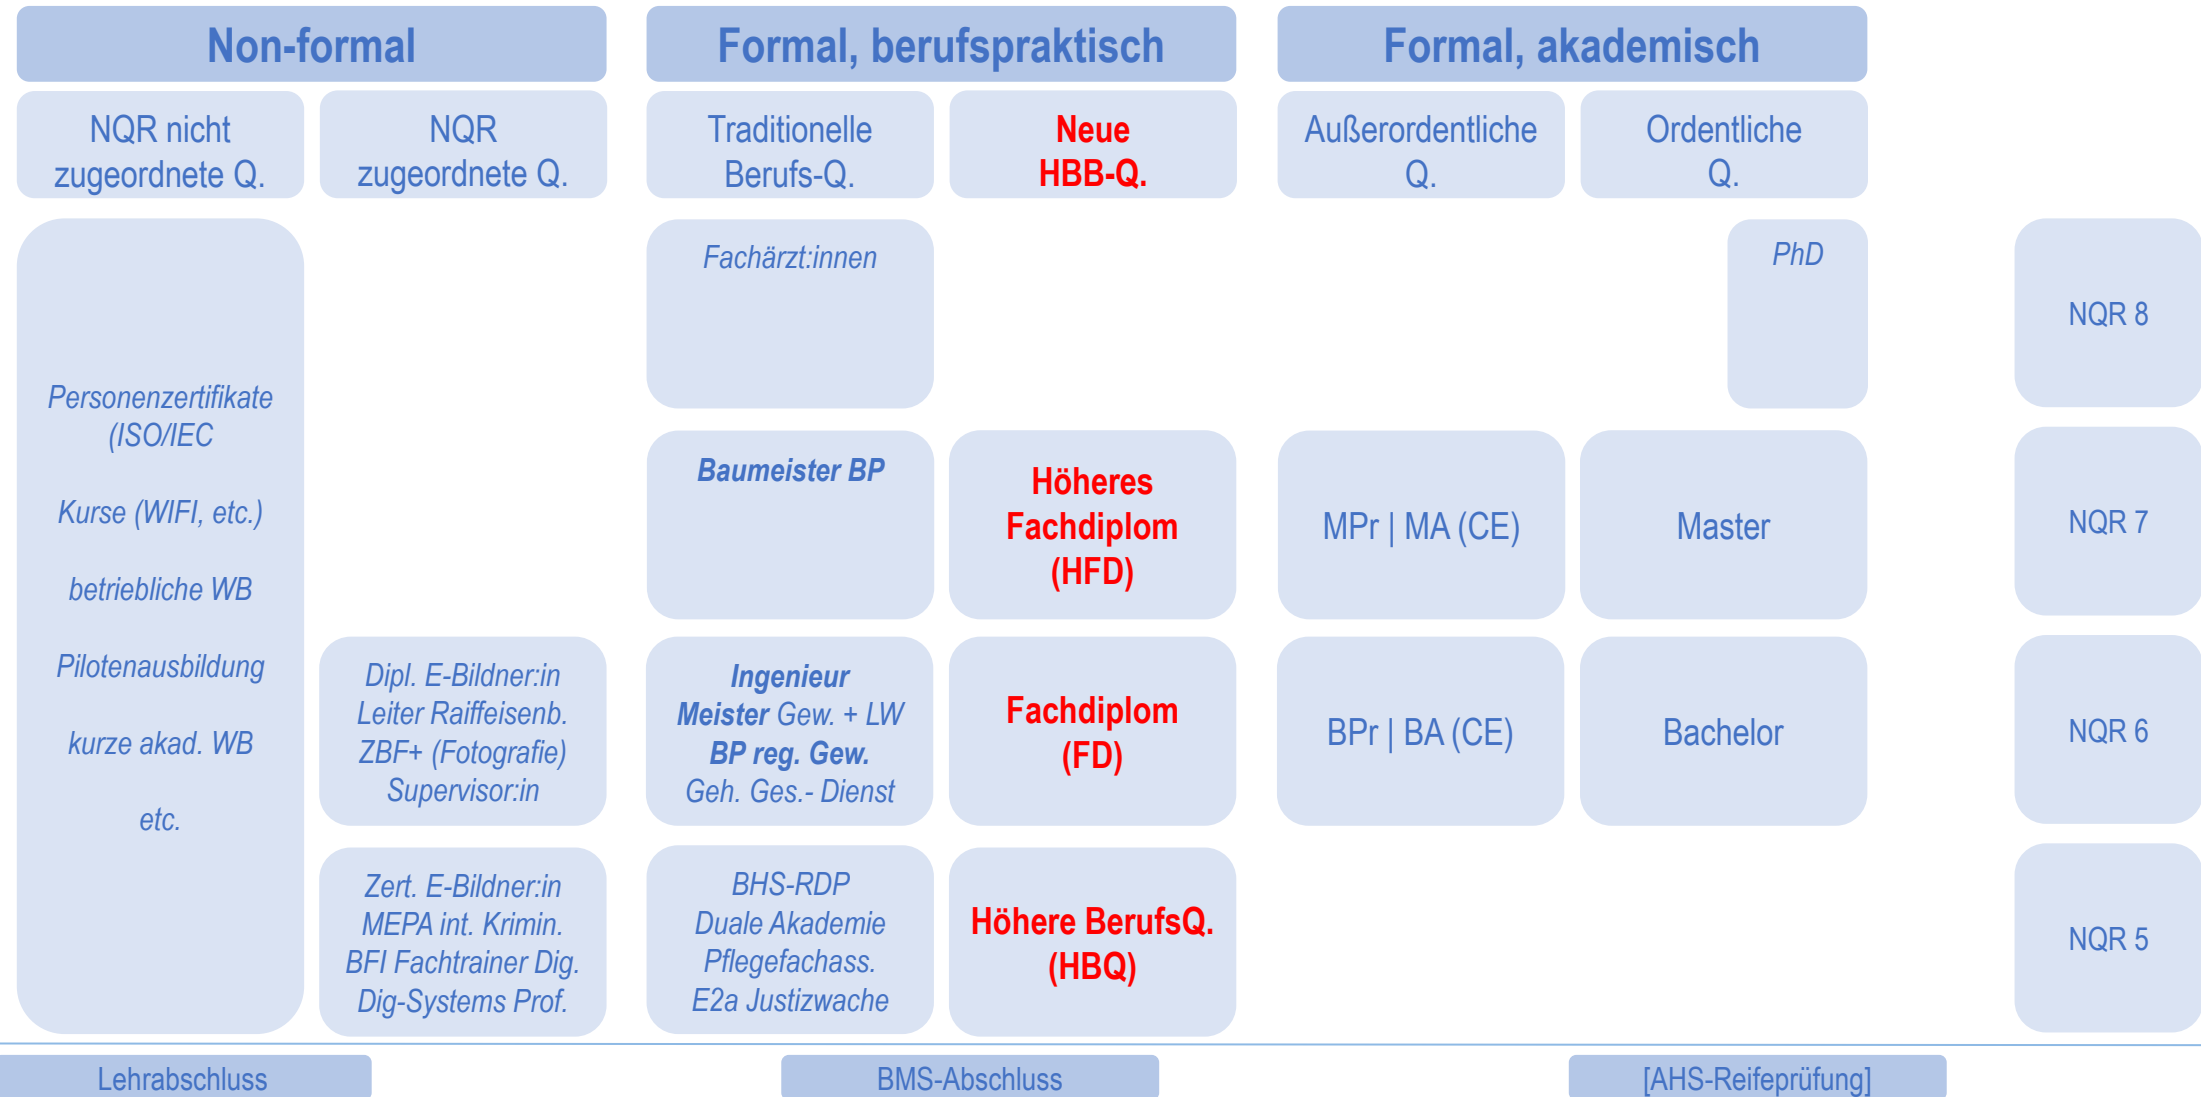 Non-formal
Formal, berufspraktisch
Formal, akademisch
NQR nicht
zugeordnete Q.
NQR
zugeordnete Q.
Traditionelle
Berufs-Q.
Neue
HBB-Q.
Außerordentliche
Q.
Ordentliche
Q.
Personenzertifikate
(ISO/IEC
Kurse (WIFI, etc.)
betriebliche WB
Pilotenausbildung
kurze akad. WB
etc.
Fachärzt:innen
PhD
NQR 8
Baumeister BP
Höheres
Fachdiplom
(HFD)
MPr | MA (CE)
Master
NQR 7
Dipl. E-Bildner:in
Leiter Raiffeisenb.
ZBF+ (Fotografie)
Supervisor:in
Ingenieur
Meister Gew. + LW
BP reg. Gew.
Geh. Ges.- Dienst
Fachdiplom
(FD)
BPr | BA (CE)
Bachelor
NQR 6
Zert. E-Bildner:in
MEPA int. Krimin.
BFI Fachtrainer Dig.
Dig-Systems Prof.
BHS-RDP
Duale Akademie
Pflegefachass.
E2a Justizwache
Höhere BerufsQ.
(HBQ)
NQR 5
Lehrabschluss
BMS-Abschluss
[AHS-Reifeprüfung]